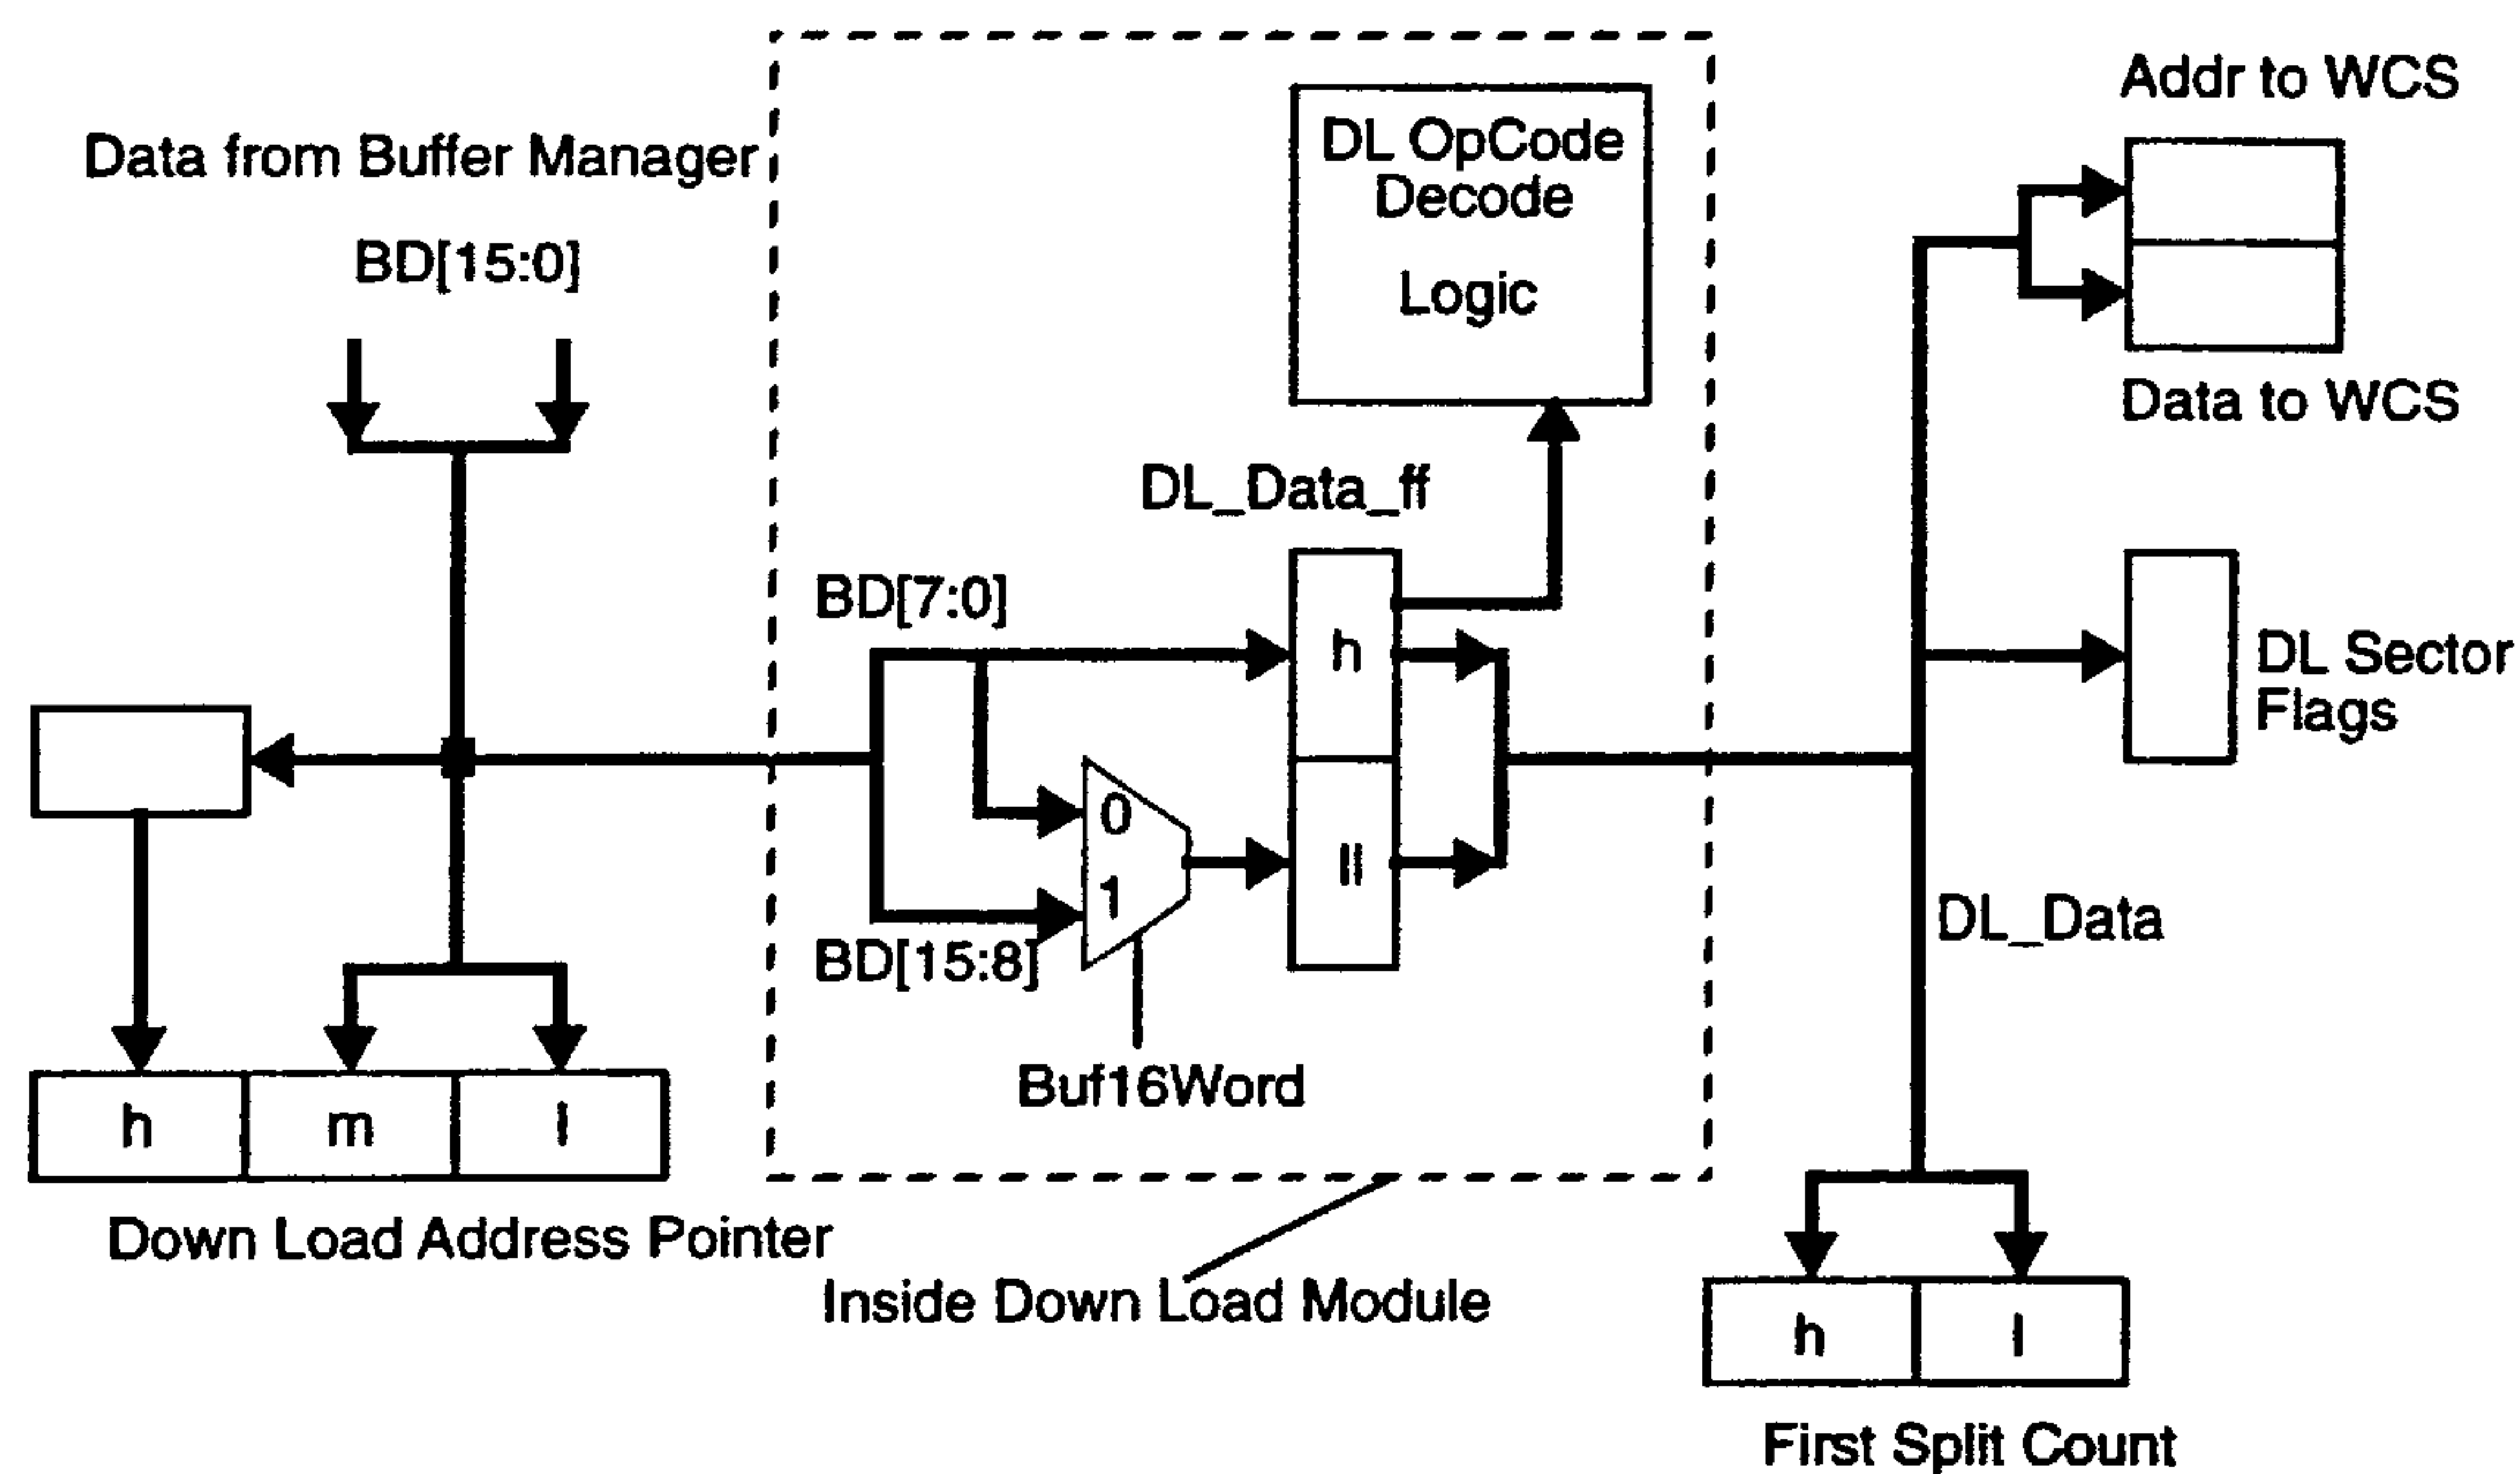 Data from Buffer Manager
BD[15:0]
h
m
l
Down Load Address Pointer
DL OpCode
Decode
Logic
DL_Data_ff
BD[7:0]
h
ll
0
1
BD[15:8]
Buf16Word
Inside Down Load Module
Addr to WCS
Data to WCS
DL Sector
Flags
DL_Data
h
l
First Split Count